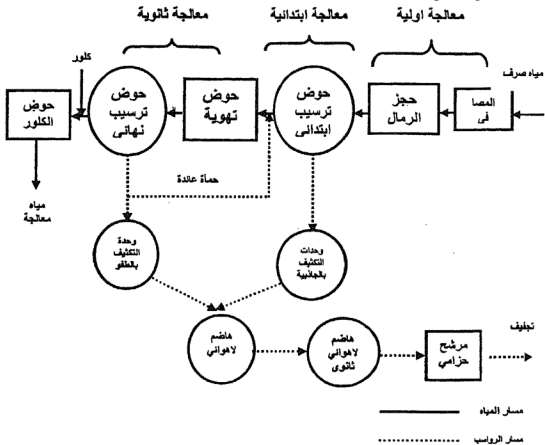 معالجة اولية
معالجة ابتدائية
معالجة ثانوية
مياه صرف
المصا
فى
حجز
الرمال
حوض
ترسيب
ابتدائى
حوض
تهوية
حوض
ترسيب
نهائى
كلور
حوض
الكلور
مياه
معالجة
حمأة عائدة
وحدات
التكثيف
بالجاذبية
وحدة
التكثيف
بالطفو
هاضم
لاهوائي
هاضم
لاهوائي
ثانوى
مرشح
حزامي
تجفيف
مسار المياه
مسار الرواسب